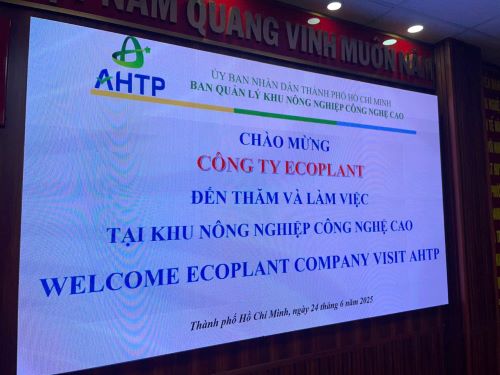 NAM QUANG VINH MUÔN NĂM
AHTP
ỦY BAN NHÂN DÂN THÀNH PHỐ HỒ CHÍ MINH
BAN QUẢN LÝ KHU NÔNG NGHIỆP CÔNG NGHỆ CAO
CHÀO MỪNG
CÔNG TY ECOPLANT
ĐẾN THĂM VÀ LÀM VIỆC
TẠI KHU NÔNG NGHIỆP CÔNG NGHỆ CAO
WELCOME ECOPLANT COMPANY VISIT AHTP
Thành phố Hồ Chí Minh, ngày 24 tháng 6 năm 2025